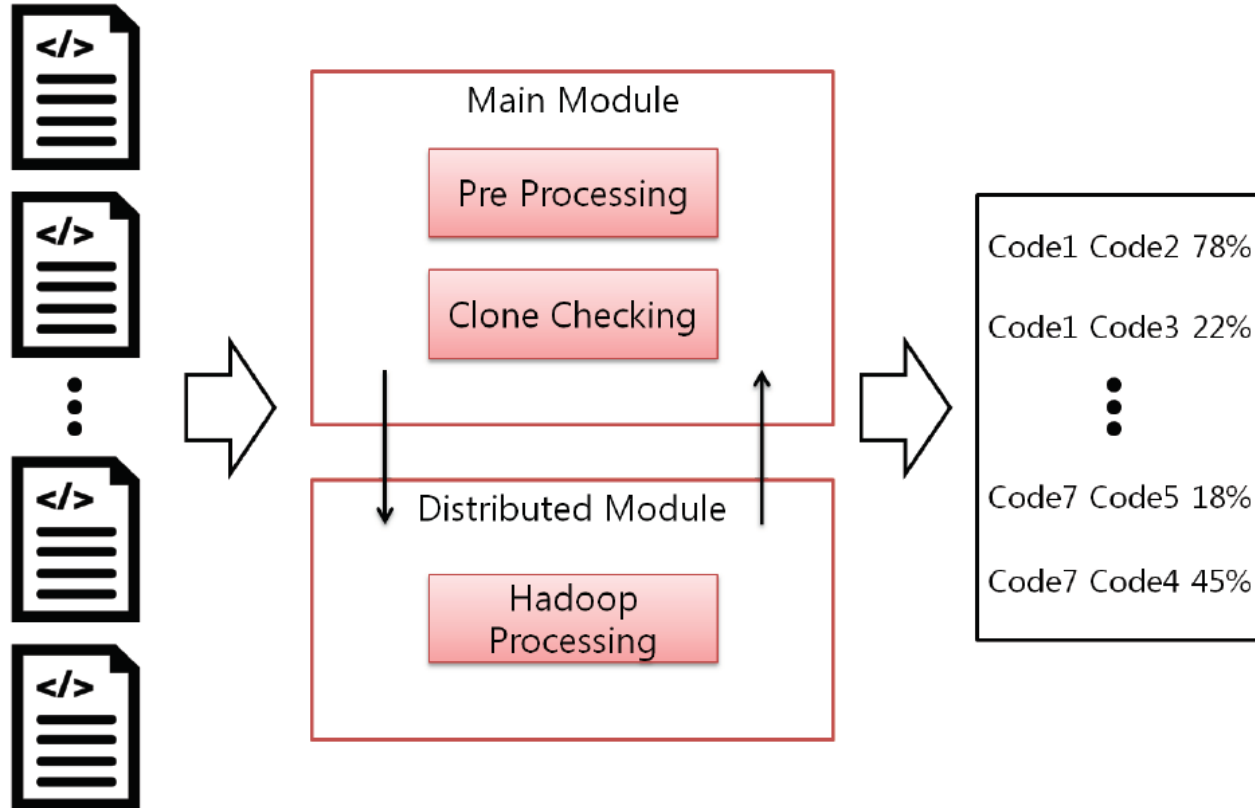 </>
</>
</>
</>
Main Module
Pre Processing
Clone Checking
Distributed Module
Hadoop
Processing
Code1 Code2 78%
Code1 Code3 22%
Code7 Code5 18%
Code7 Code4 45%